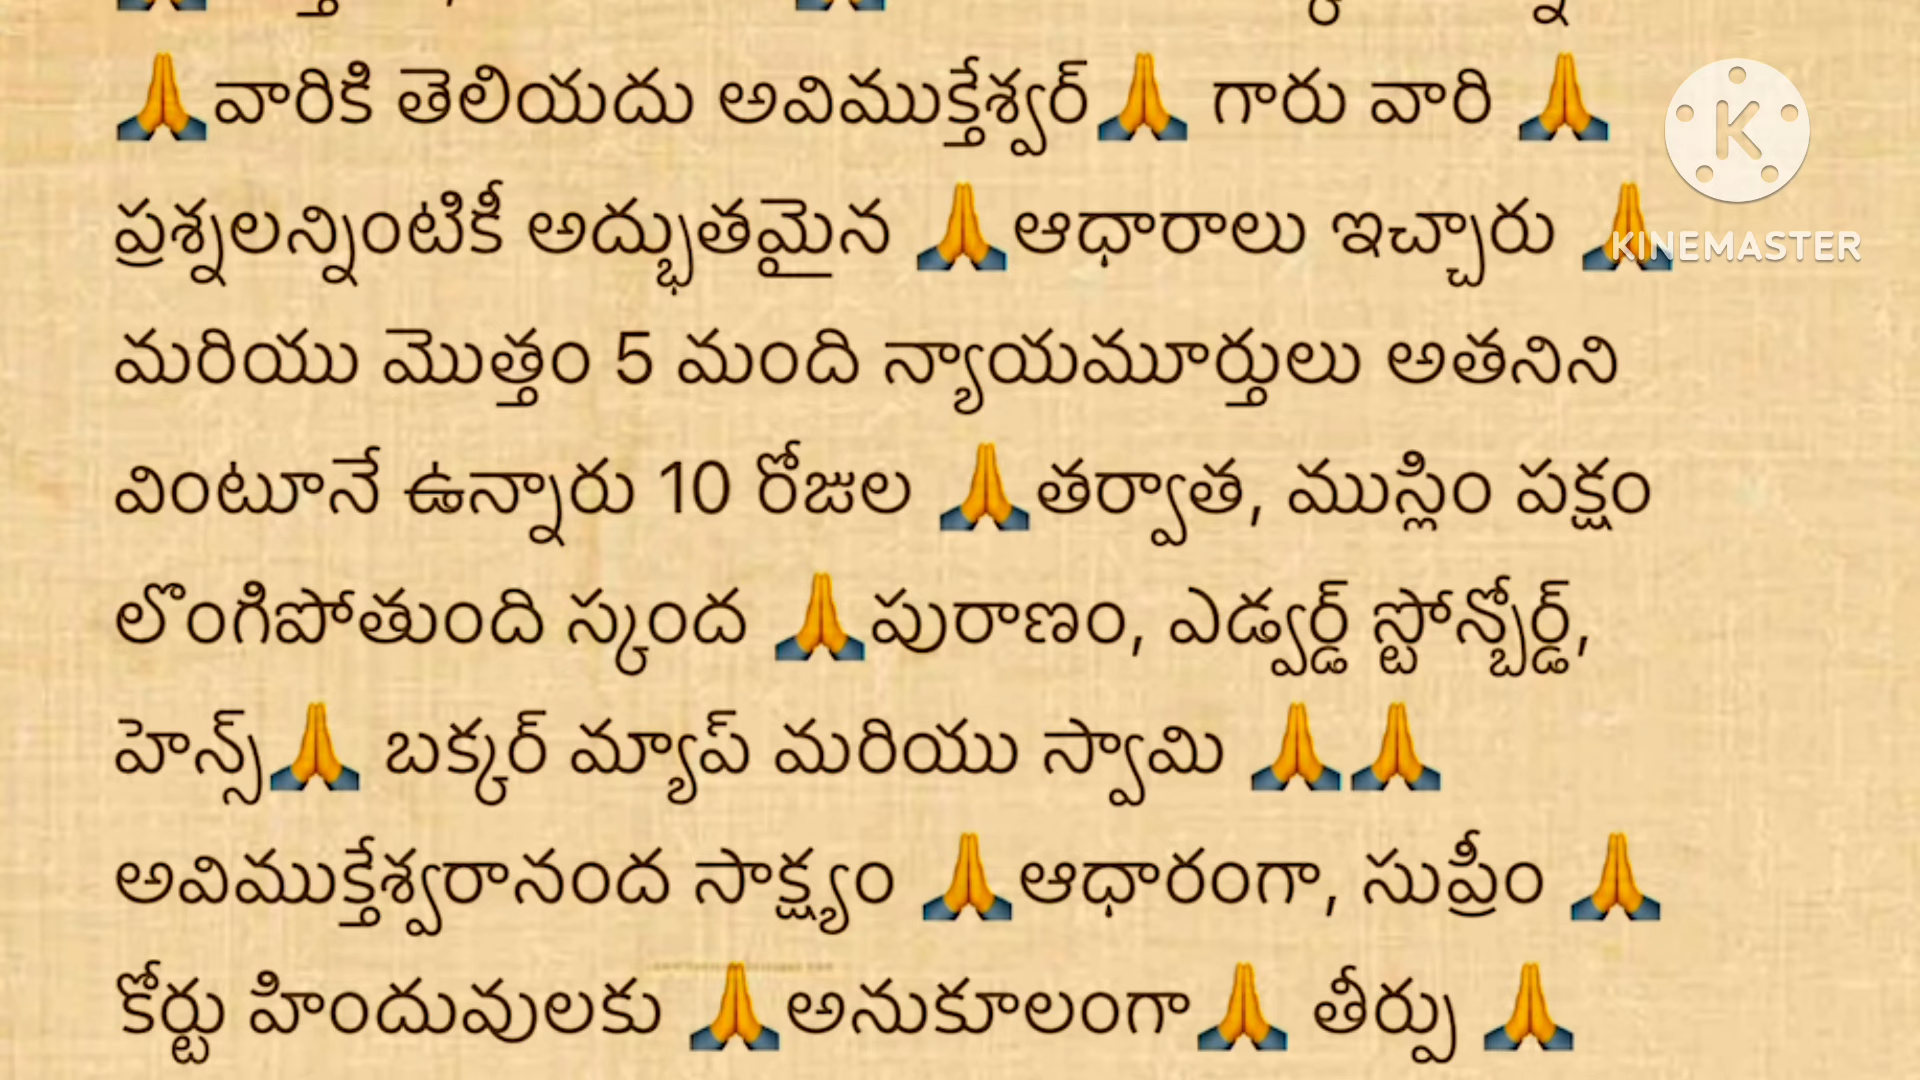 🙏వారికి తెలియదు అవిముక్తేశ్వర్🙏 గారు వారి 🙏
ప్రశ్నలన్నింటికీ అద్భుతమైన 🙏ఆధారాలు ఇచ్చారు 🙏
మరియు మొత్తం 5 మంది న్యాయమూర్తులు అతనిని
వింటూనే ఉన్నారు 10 రోజుల 🙏తర్వాత, ముస్లిం పక్షం
లొంగిపోతుంది స్కంద 🙏పురాణం, ఎడ్వర్డ్ స్టోన్బోర్డ్,
హెన్స్🙏 బక్కర్ మ్యాప్ మరియు స్వామి 🙏🙏
అవిముక్తేశ్వరానంద సాక్ష్యం 🙏ఆధారంగా, సుప్రీం 🙏
కోర్టు హిందువులకు 🙏అనుకూలంగా🙏 తీర్పు 🙏
K
KINEMASTER